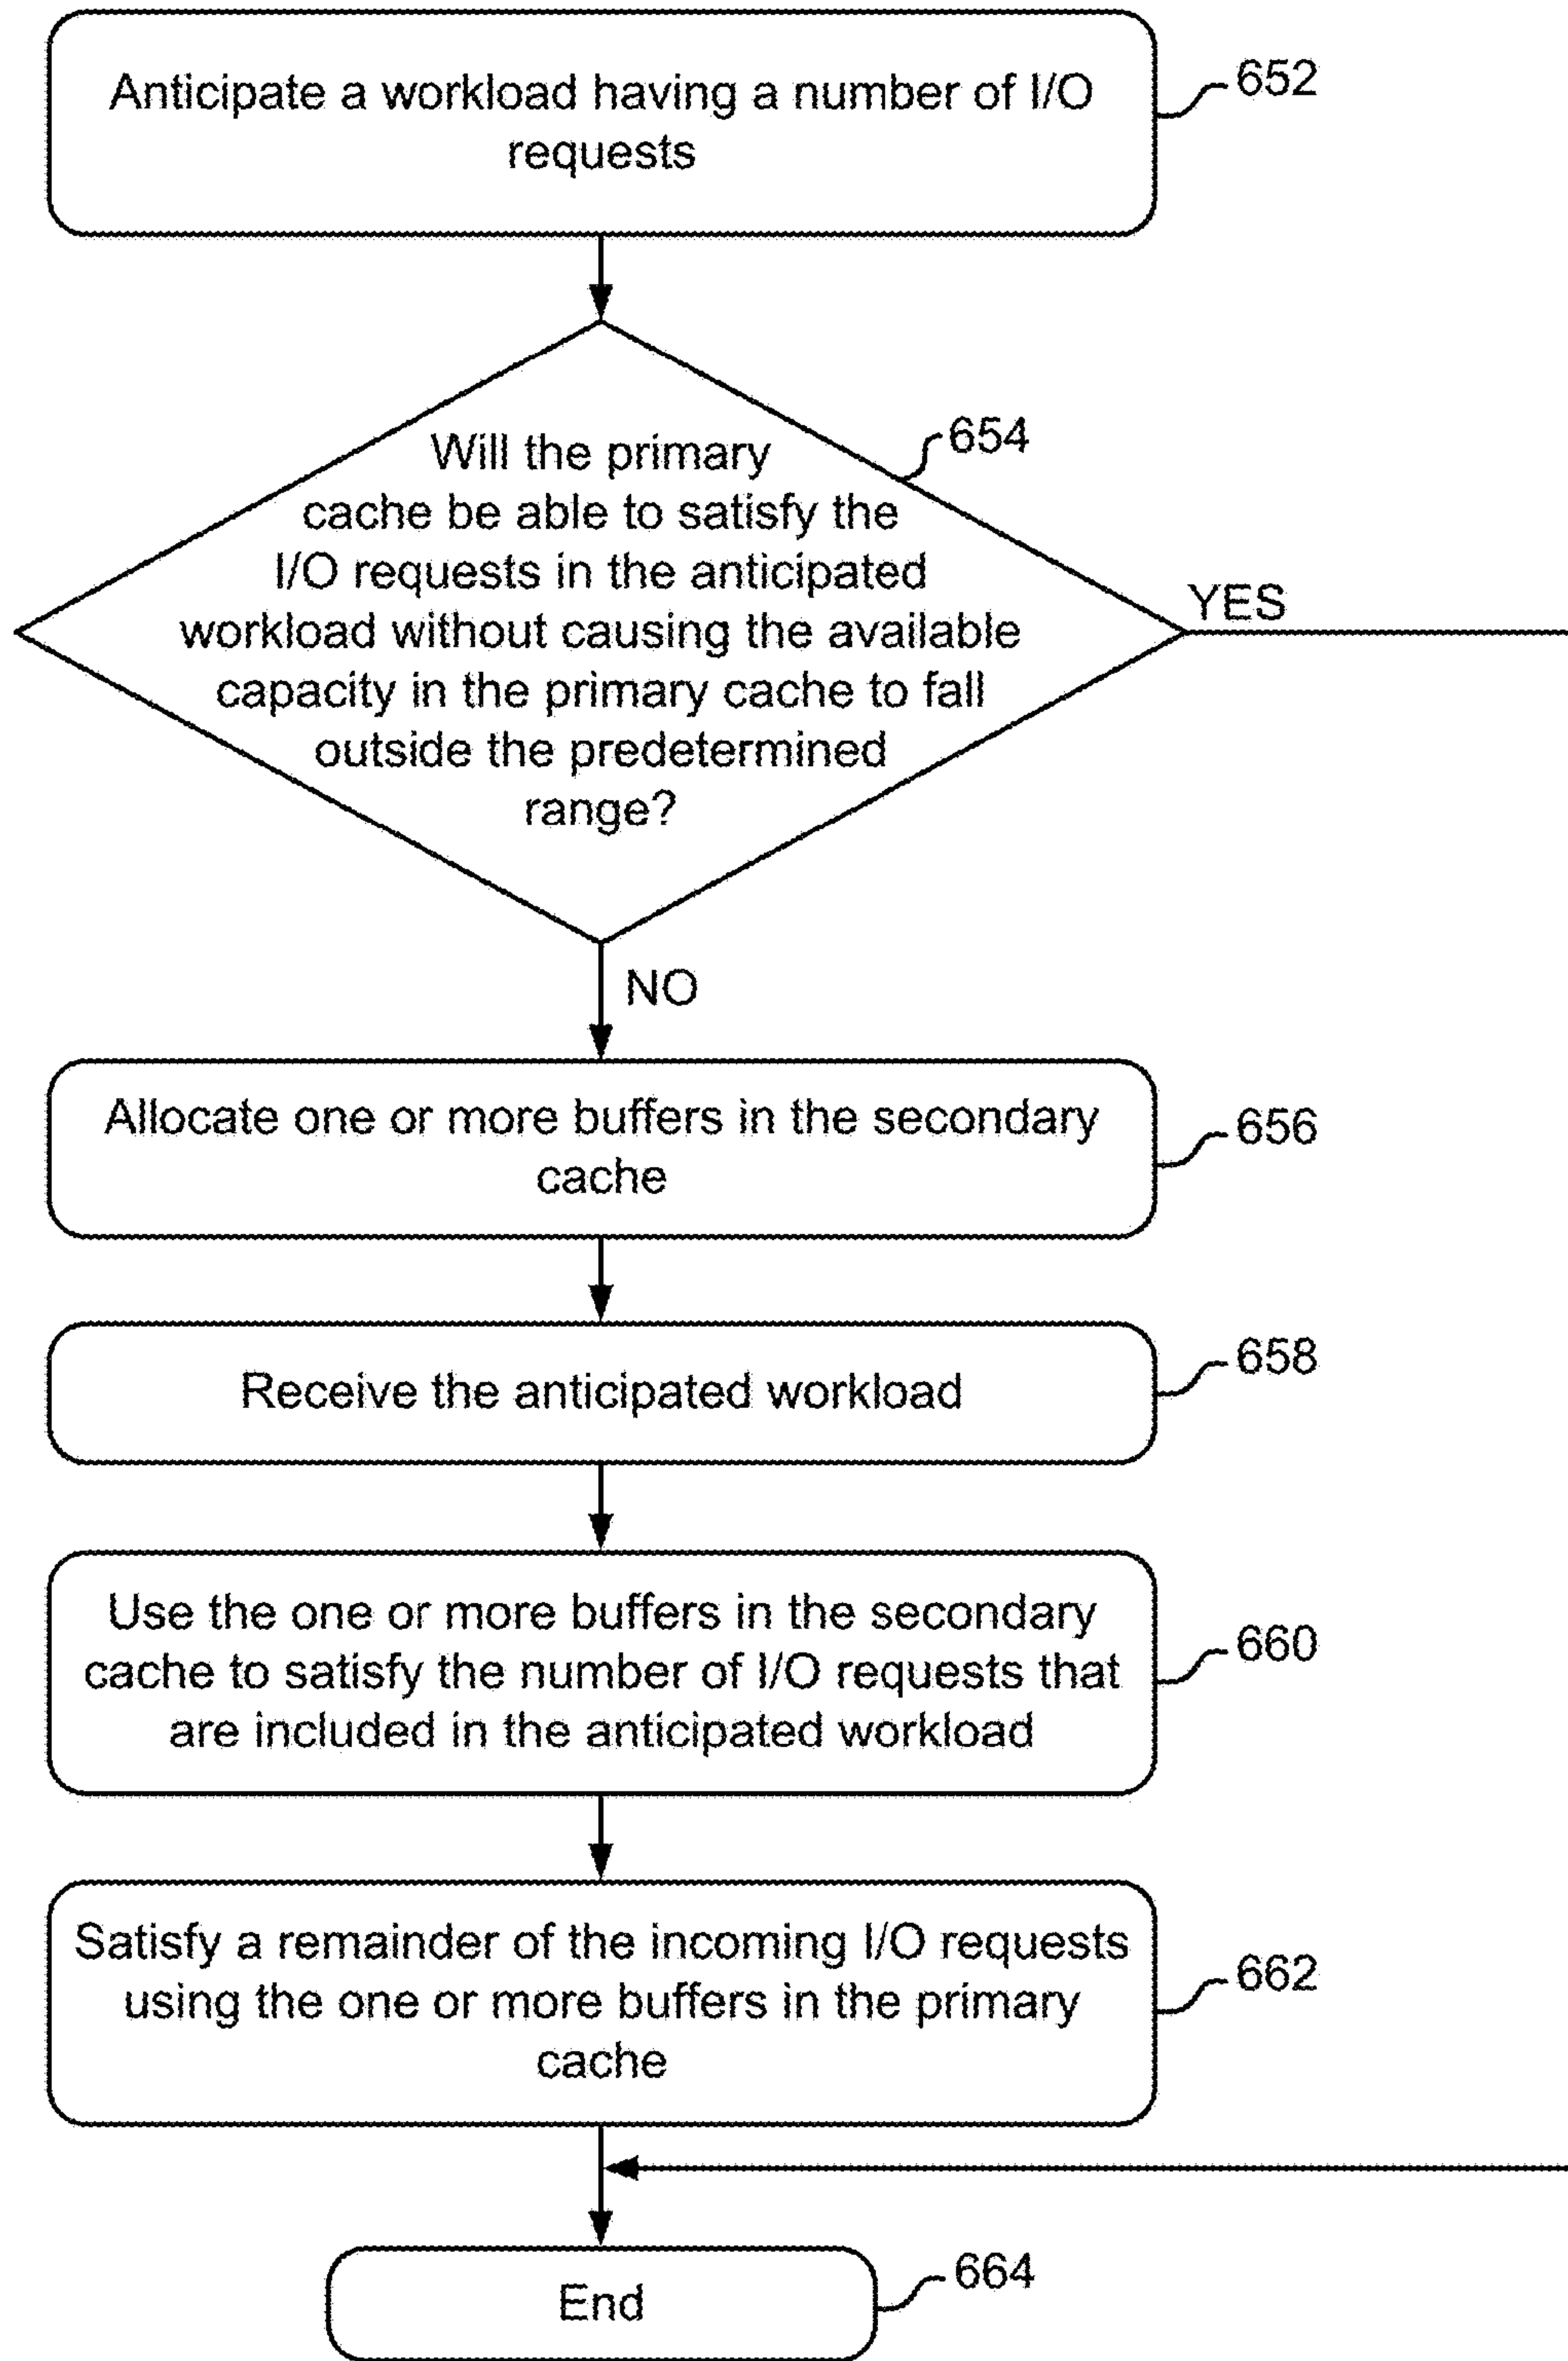 Anticipate a workload having a number of I/O
requests
652
Will the primary
cache be able to satisfy the
I/O requests in the anticipated
workload without causing the available
capacity in the primary cache to fall
outside the predetermined
range?
654
YES
NO
Allocate one or more buffers in the secondary
cache
656
Receive the anticipated workload
658
Use the one or more buffers in the secondary
cache to satisfy the number of I/O requests that
are included in the anticipated workload
660
Satisfy a remainder of the incoming I/O requests
using the one or more buffers in the primary
cache
662
End
664